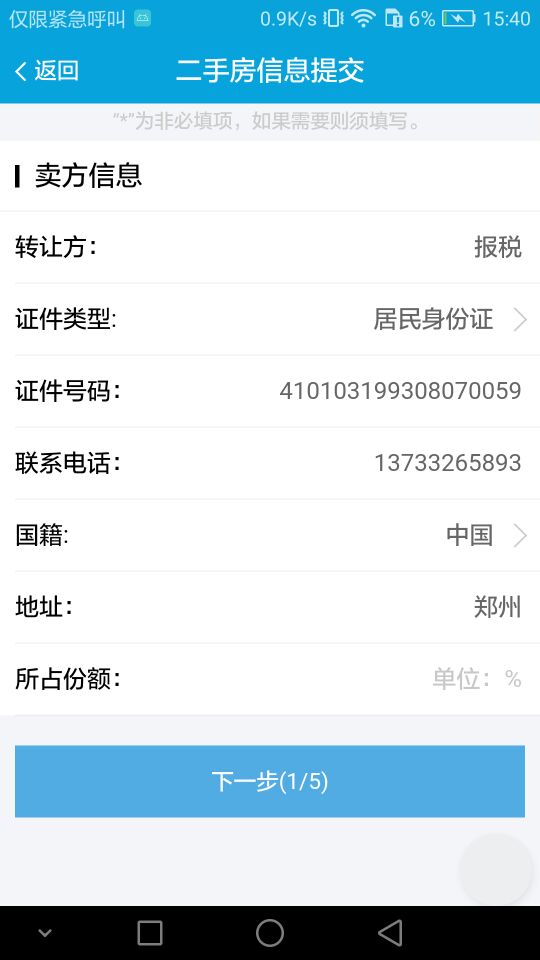 仅限紧急呼叫 0.9K/s 6% 15:40
返回 二手房信息提交
“*”为非必填项，如果需要则须填写。
卖方信息
转让方： 报税
证件类型: 居民身份证
证件号码： 410103199308070059
联系电话： 13733265893
国籍: 中国
地址： 郑州
所占份额： 单位：%
下一步(1/5)